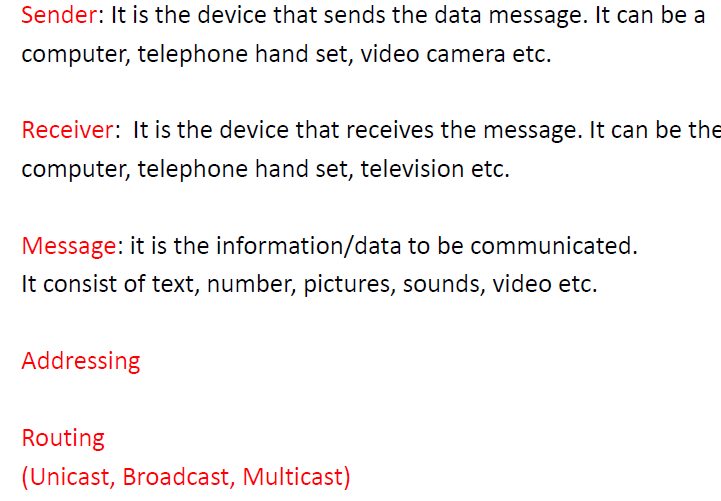 Sender: It is the device that sends the data message. It can be a
computer, telephone hand set, video camera etc.
Receiver:  It is the device that receives the message. It can be the
computer, telephone hand set, television etc.
Message: it is the information/data to be communicated.
It consist of text, number, pictures, sounds, video etc.
Addressing
Routing
(Unicast, Broadcast, Multicast)